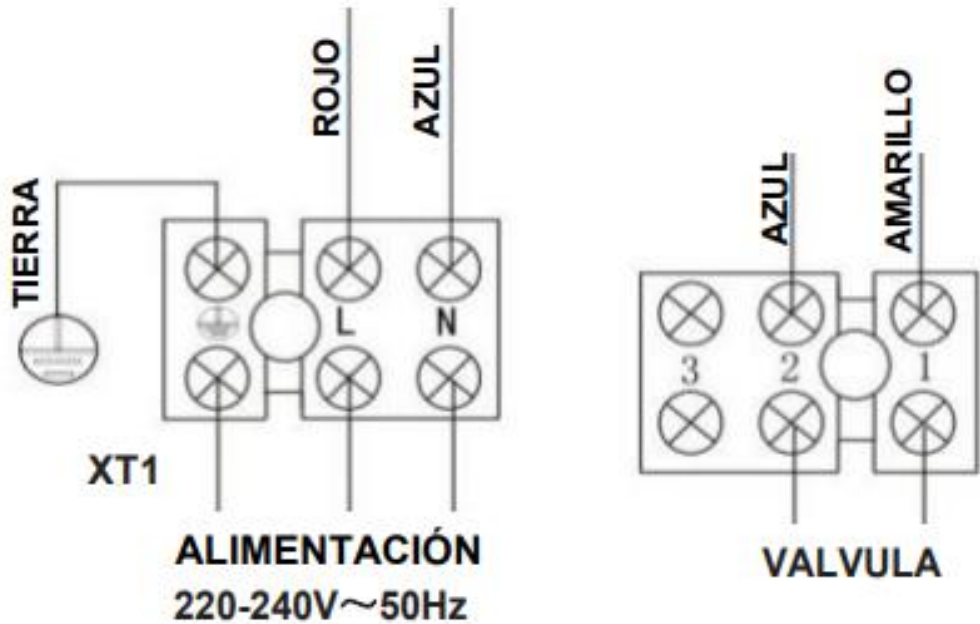 ROJO
AZUL
TIERRA
L N
XT1
ALIMENTACIÓN
220-240V～50Hz
AZUL
AMARILLO
3 2 1
VALVULA